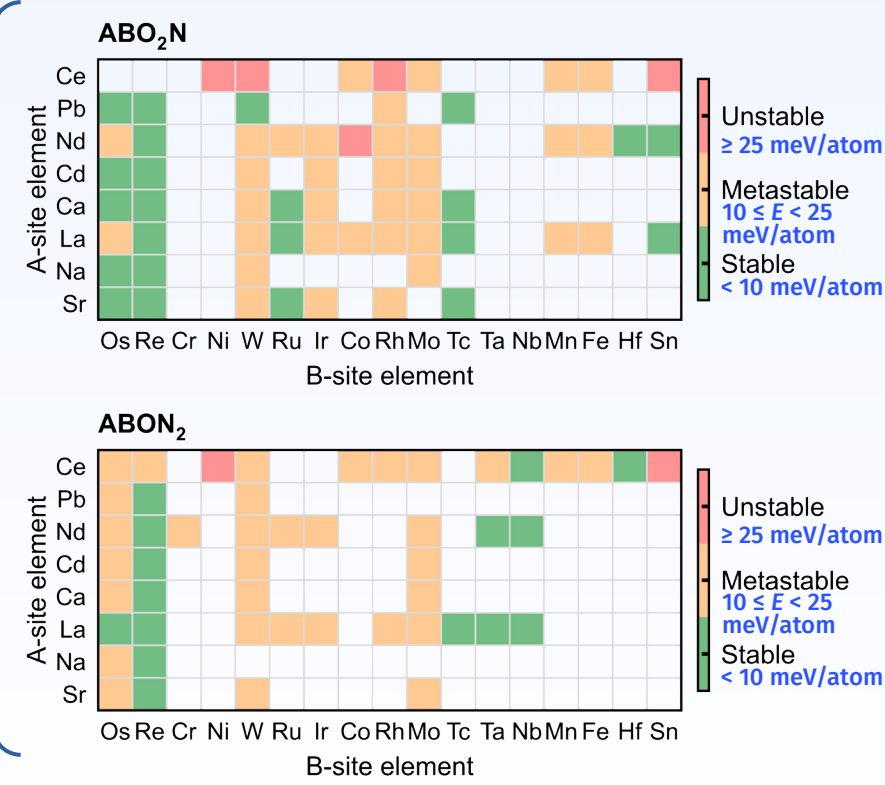 ABO₂N
A-site element
Ce
Pb
Nd
Cd
Ca
La
Na
Sr
Os Re Cr Ni W Ru Ir Co Rh Mo Tc Ta Nb Mn Fe Hf Sn
B-site element
Unstable
≥ 25 meV/atom
Metastable
10 ≤ E < 25
meV/atom
Stable
< 10 meV/atom
ABON₂
A-site element
Ce
Pb
Nd
Cd
Ca
La
Na
Sr
Os Re Cr Ni W Ru Ir Co Rh Mo Tc Ta Nb Mn Fe Hf Sn
B-site element
Unstable
≥ 25 meV/atom
Metastable
10 ≤ E < 25
meV/atom
Stable
< 10 meV/atom